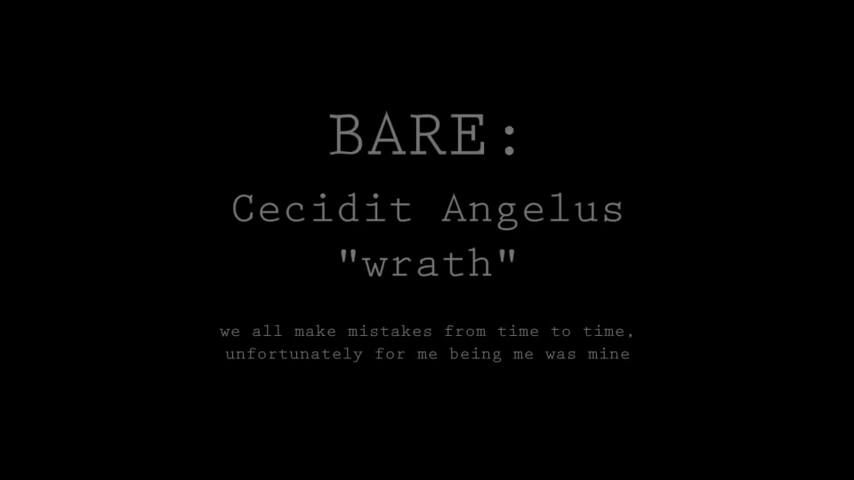 BARE:
Cecidit Angelus
"wrath"
we all make mistakes from time to time,
unfortunately for me being me was mine